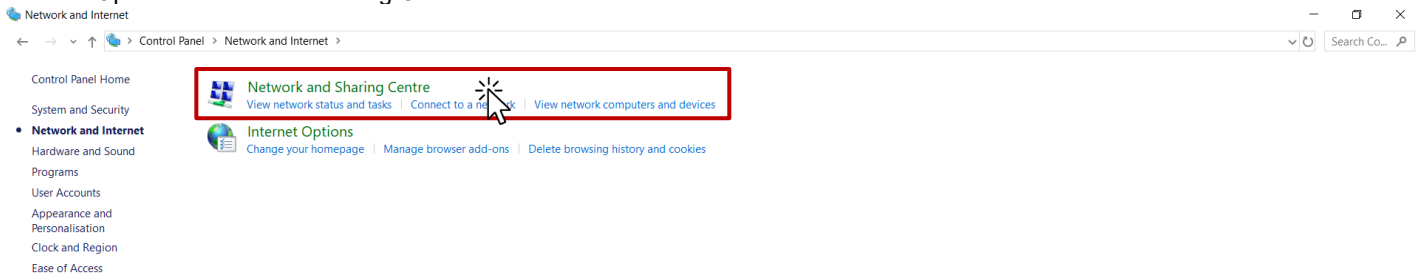 Network and Internet
Control Panel > Network and Internet >
Search Co...
Control Panel Home
System and Security
Network and Internet
Hardware and Sound
Programs
User Accounts
Appearance and
Personalisation
Clock and Region
Ease of Access
Network and Sharing Centre
View network status and tasks | Connect to a network | View network computers and devices
Internet Options
Change your homepage | Manage browser add-ons | Delete browsing history and cookies